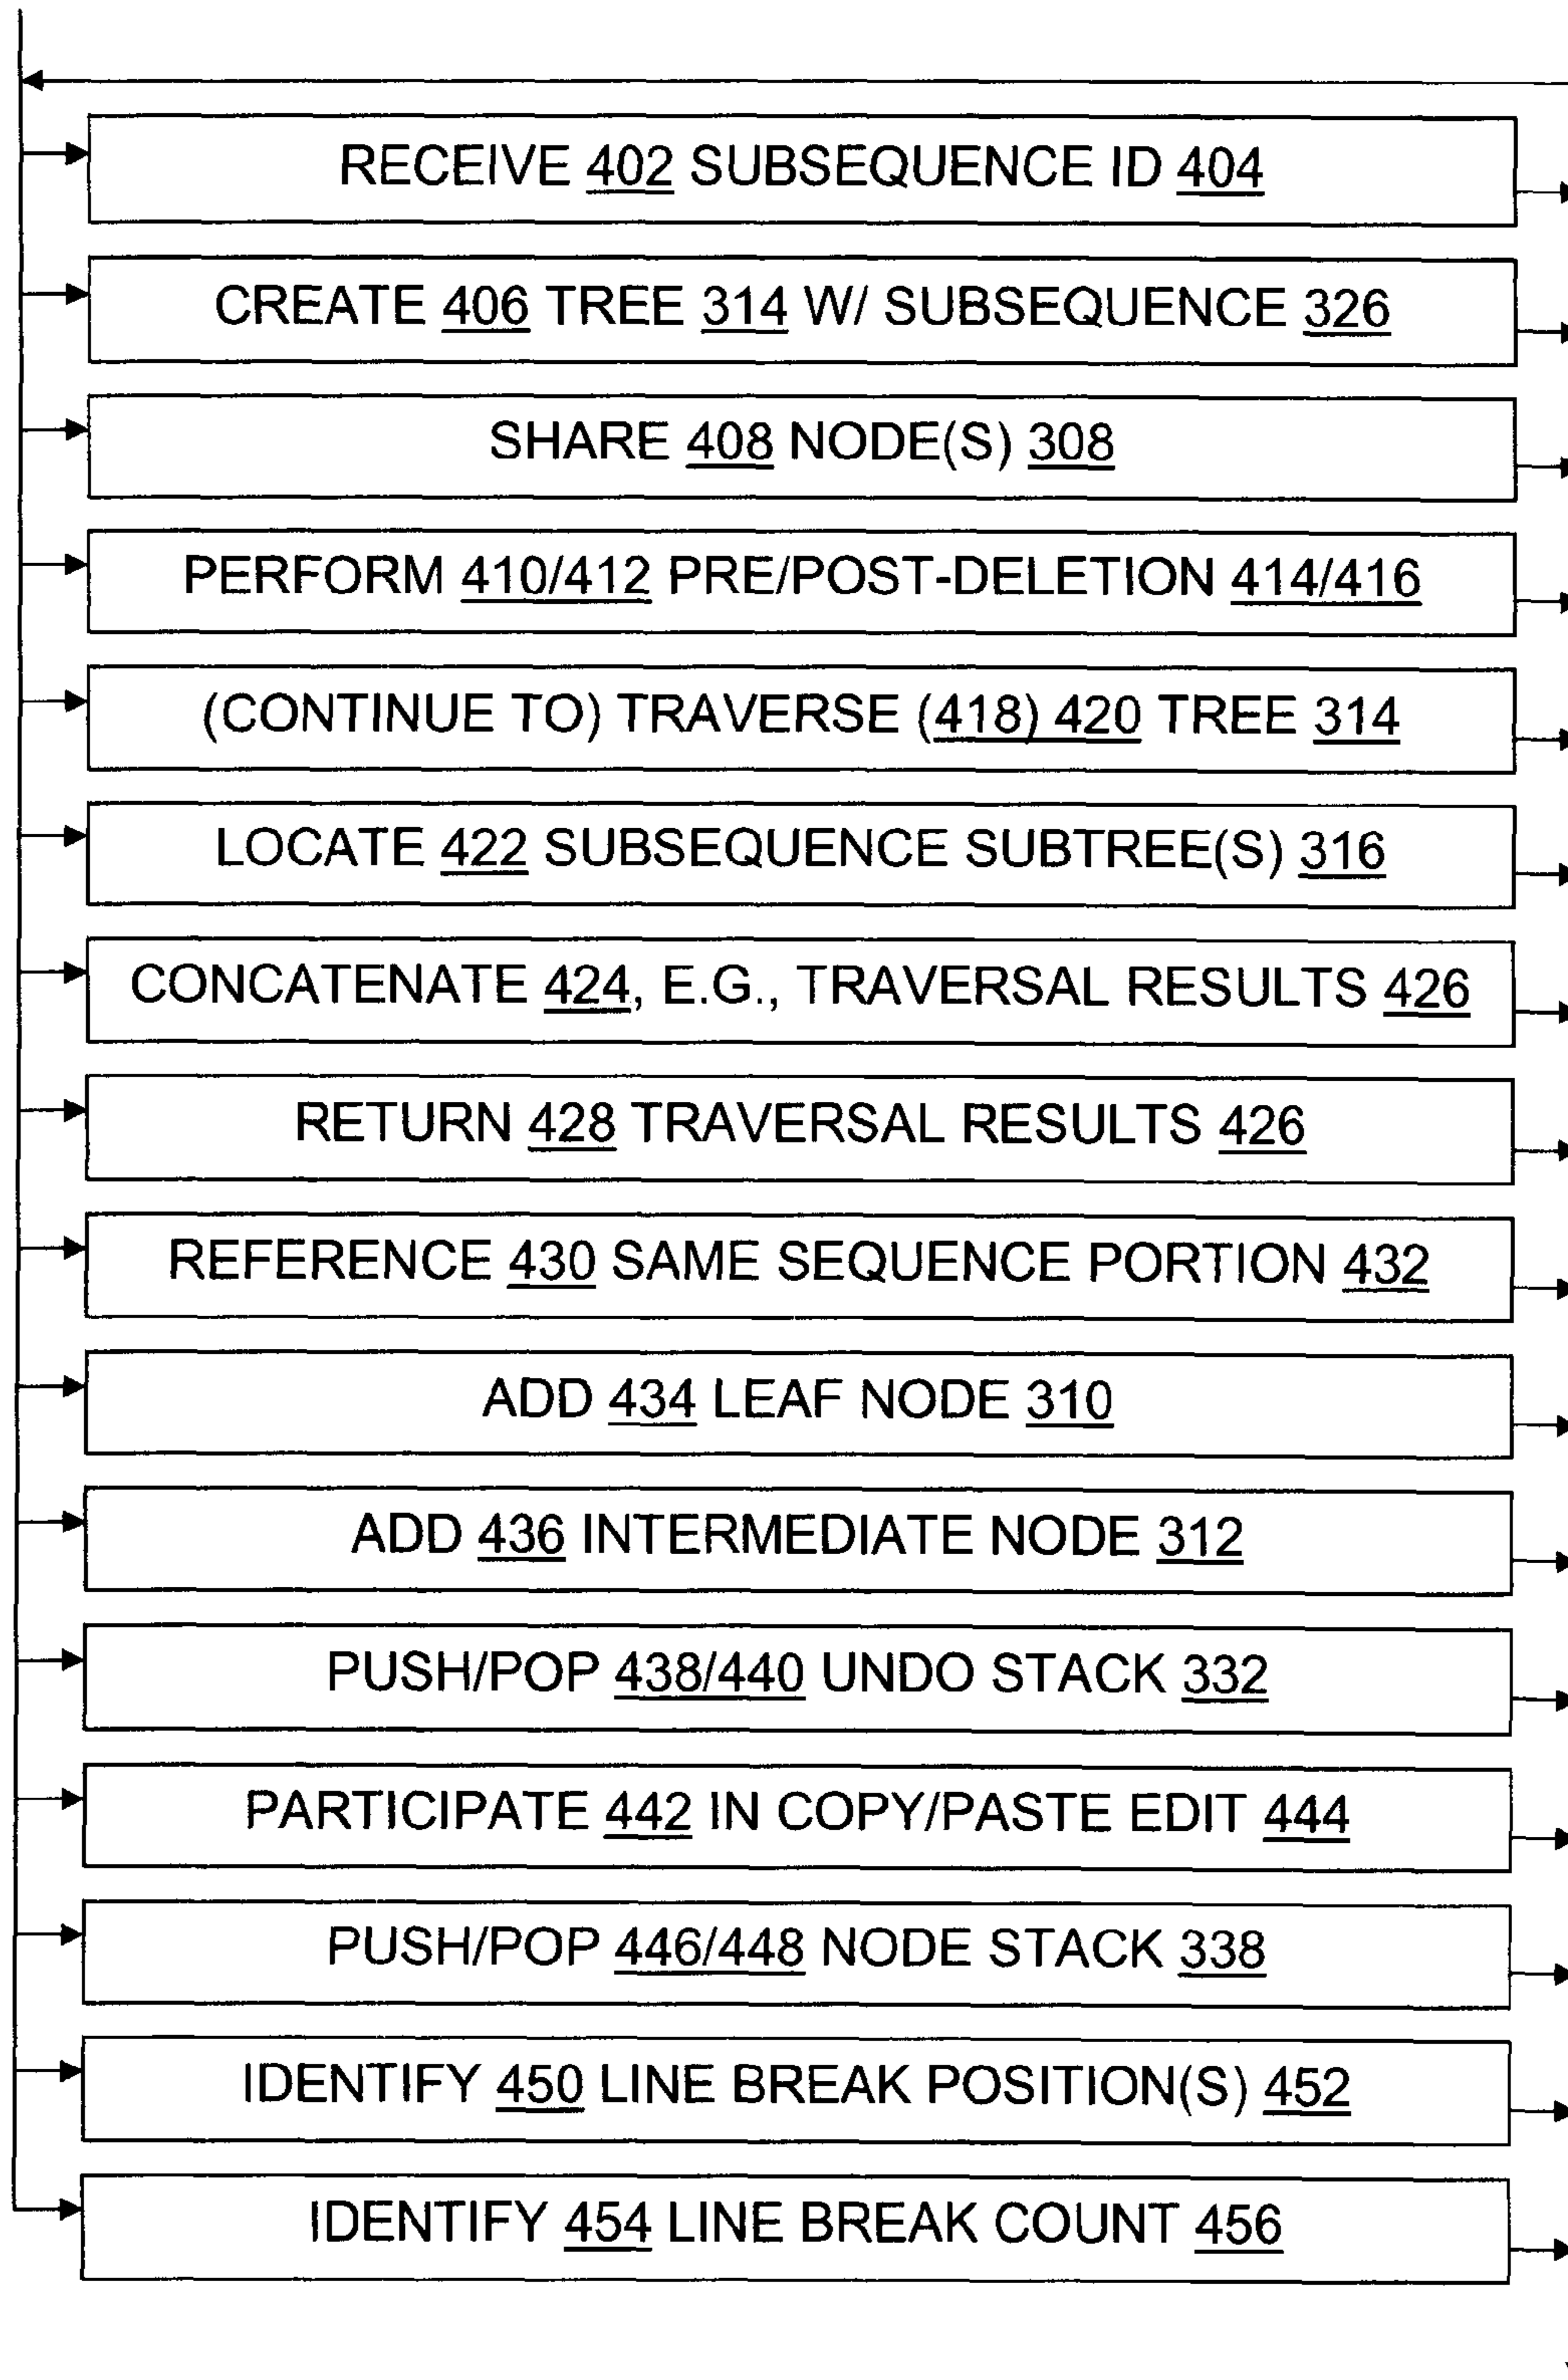 RECEIVE 402 SUBSEQUENCE ID 404
CREATE 406 TREE 314 W/ SUBSEQUENCE 326
SHARE 408 NODE(S) 308
PERFORM 410/412 PRE/POST-DELETION 414/416
(CONTINUE TO) TRAVERSE (418) 420 TREE 314
LOCATE 422 SUBSEQUENCE SUBTREE(S) 316
CONCATENATE 424, E.G., TRAVERSAL RESULTS 426
RETURN 428 TRAVERSAL RESULTS 426
REFERENCE 430 SAME SEQUENCE PORTION 432
ADD 434 LEAF NODE 310
ADD 436 INTERMEDIATE NODE 312
PUSH/POP 438/440 UNDO STACK 332
PARTICIPATE 442 IN COPY/PASTE EDIT 444
PUSH/POP 446/448 NODE STACK 338
IDENTIFY 450 LINE BREAK POSITION(S) 452
IDENTIFY 454 LINE BREAK COUNT 456